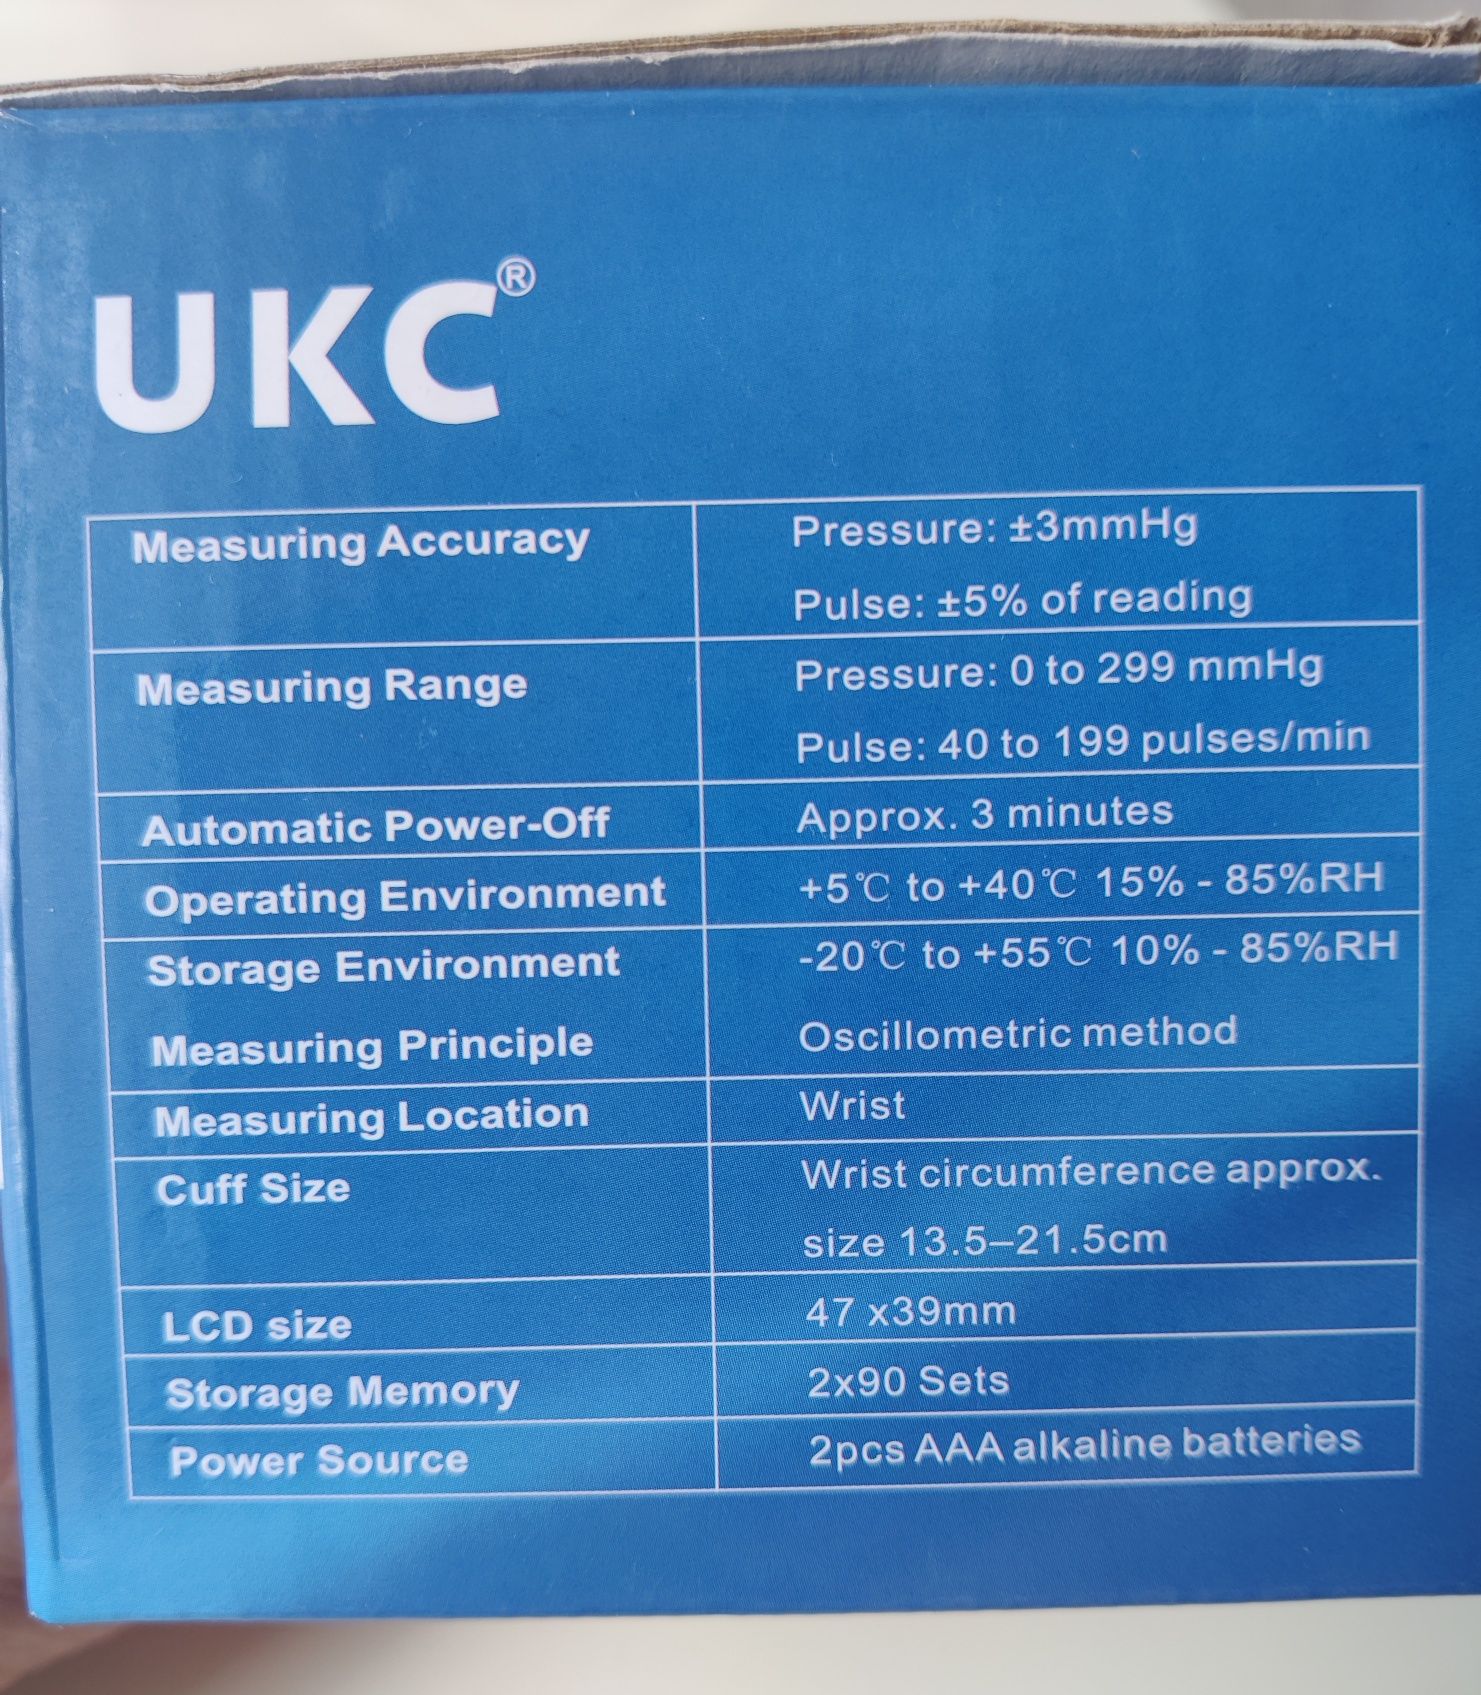 UKC®
Measuring Accuracy Pressure: ±3mmHg
Pulse: ±5% of reading
Measuring Range Pressure: 0 to 299 mmHg
Pulse: 40 to 199 pulses/min
Automatic Power-Off Approx. 3 minutes
Operating Environment +5℃ to +40℃ 15% - 85%RH
Storage Environment -20℃ to +55℃ 10% - 85%RH
Measuring Principle Oscillometric method
Measuring Location Wrist
Cuff Size Wrist circumference approx.
size 13.5–21.5cm
LCD size 47 x39mm
Storage Memory 2x90 Sets
Power Source 2pcs AAA alkaline batteries